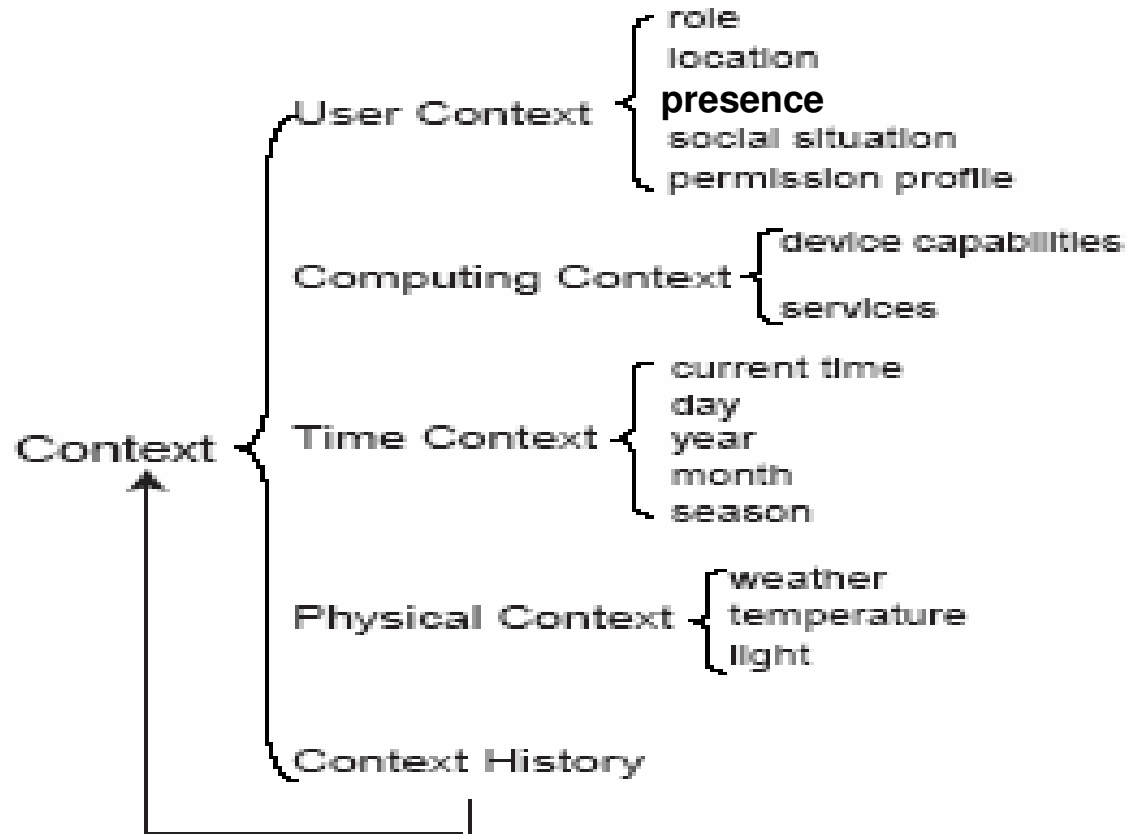 role
location
presence
User Context
social situation
permission profile
device capabilities
Computing Context
services
current time
day
Time Context
year
Context
month
season
weather
Physical Context
temperature
light
Context History